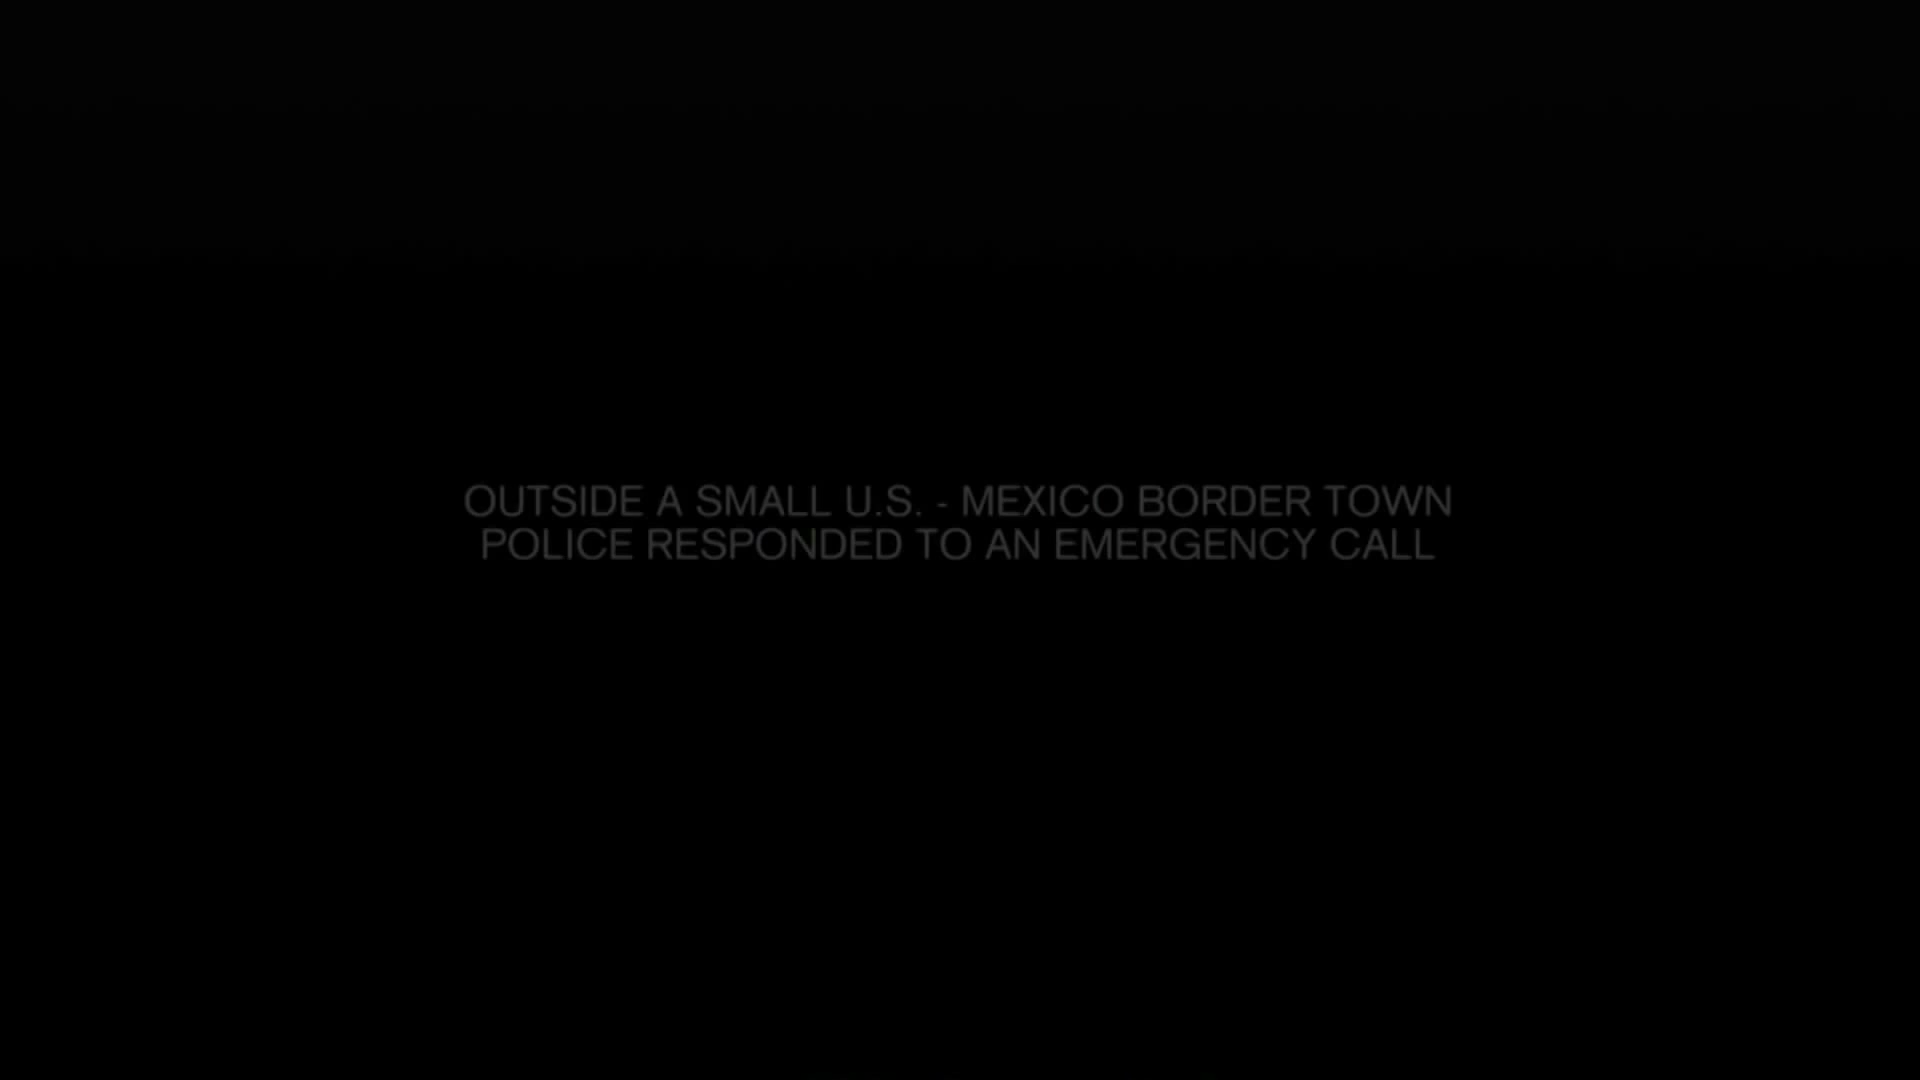 OUTSIDE A SMALL U.S. - MEXICO BORDER TOWN
POLICE RESPONDED TO AN EMERGENCY CALL